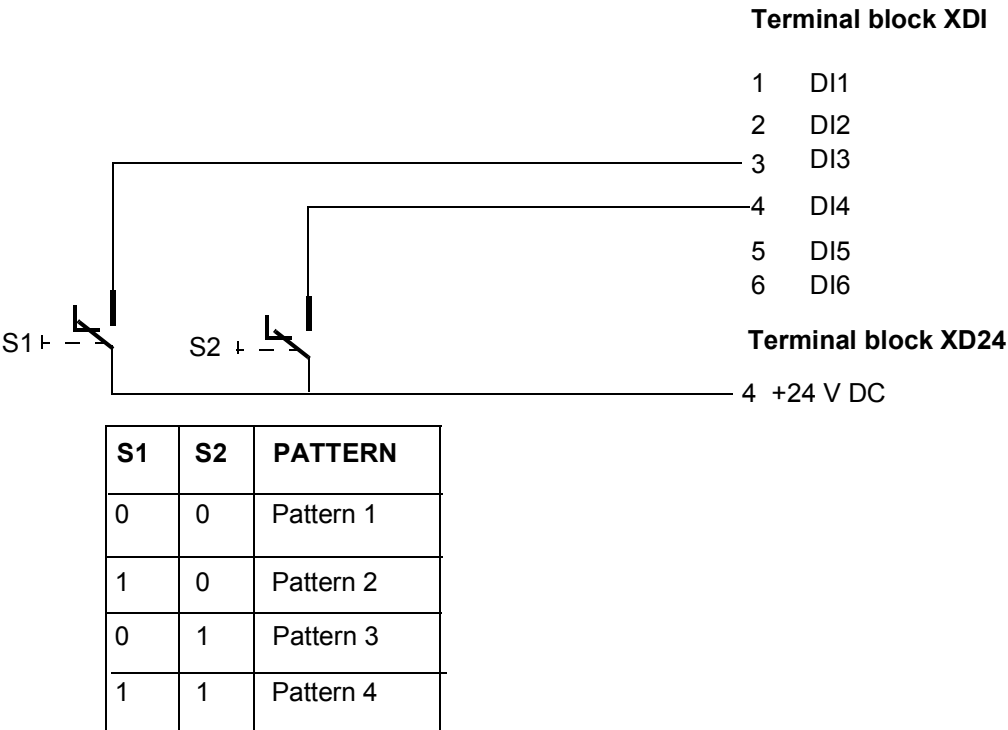 Terminal block XDI
1 DI1
2 DI2
3 DI3
4 DI4
5 DI5
6 DI6
S1
S2
Terminal block XD24
4 +24 V DC
S1 S2 PATTERN
0 0 Pattern 1
1 0 Pattern 2
0 1 Pattern 3
1 1 Pattern 4